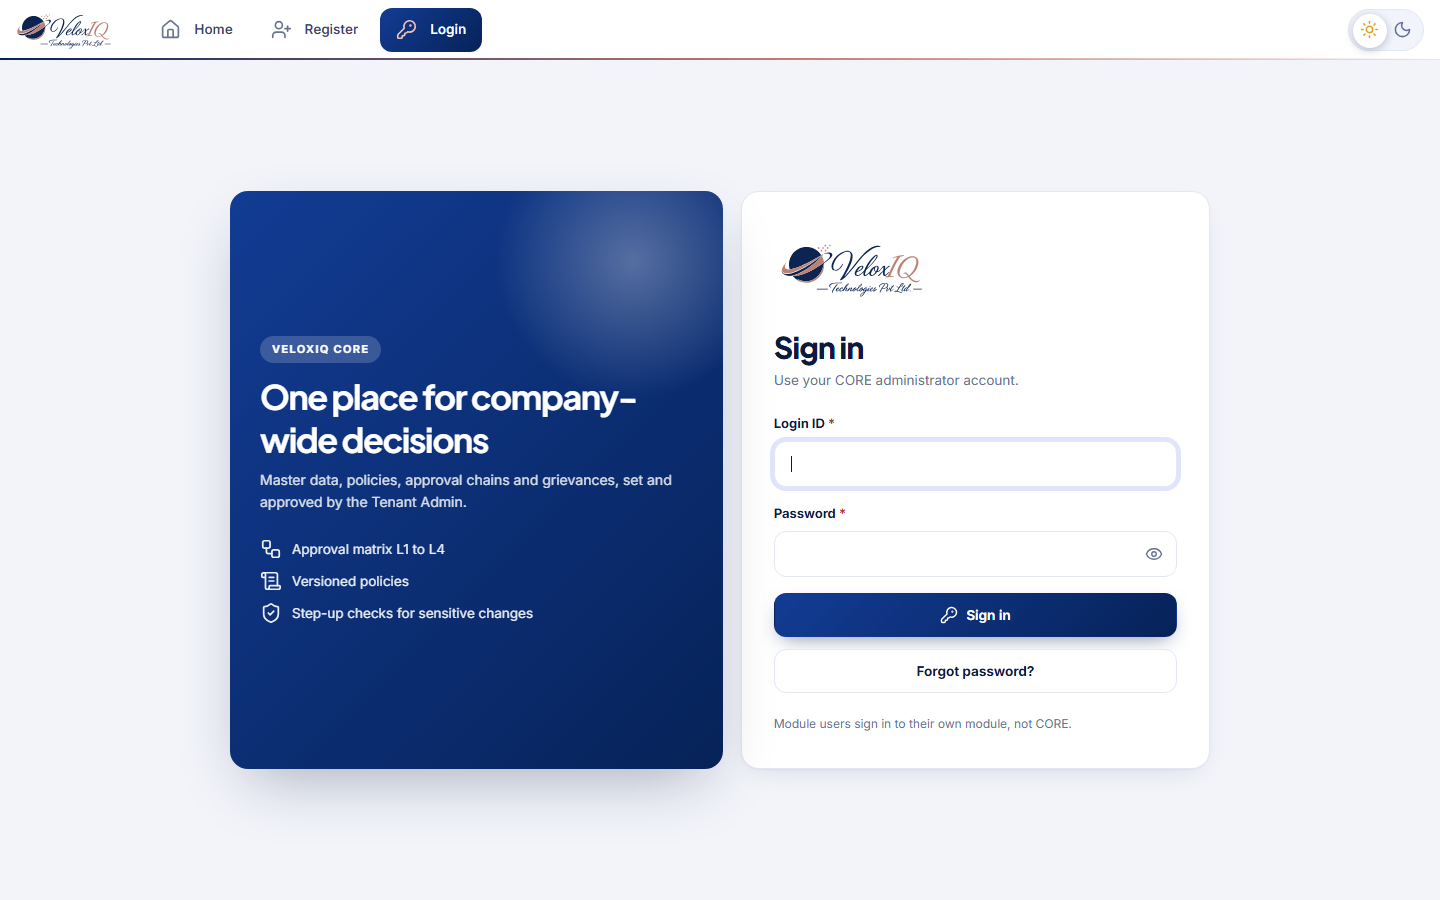 VeloxIQ
Technologies Pvt Ltd
Home
Register
Login
VELOXIQ CORE
One place for company-
wide decisions
Master data, policies, approval chains and grievances, set and
approved by the Tenant Admin.
Approval matrix L1 to L4
Versioned policies
Step-up checks for sensitive changes
VeloxIQ
Technologies Pvt Ltd
Sign in
Use your CORE administrator account.
Login ID *
Password *
Sign in
Forgot password?
Module users sign in to their own module, not CORE.